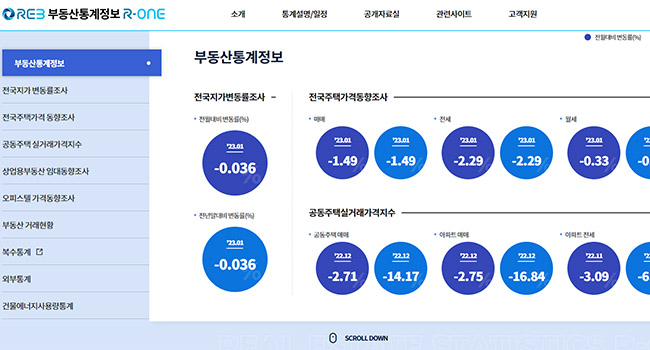 REB 부동산통계정보 R-ONE
소개 통계설명/일정 공개자료실 관련사이트 고객지원
전월대비 변동률(%)
부동산통계정보
부동산통계정보
전국지가 변동률조사
전국주택가격 동향조사
공동주택 실거래가격지수
상업용부동산 임대동향조사
오피스텔 가격동향조사
부동산 거래현황
복수통계
외부통계
건물에너지사용량통계
전국지가변동률조사
전월대비 변동률(%)
'23.01
-0.036
%
전년말대비 변동률(%)
'23.01
-0.036
%
전국주택가격동향조사
매매 전세 월세
'23.01 '23.01 '23.01 '23.01 '23.01
-1.49 -1.49 -2.29 -2.29 -0.33
공동주택실거래가격지수
공동주택 매매 아파트 매매 아파트 전세
'22.12 '22.12 '22.12 '22.12 '22.11
-2.71 -14.17 -2.75 -16.84 -3.09
SCROLL DOWN